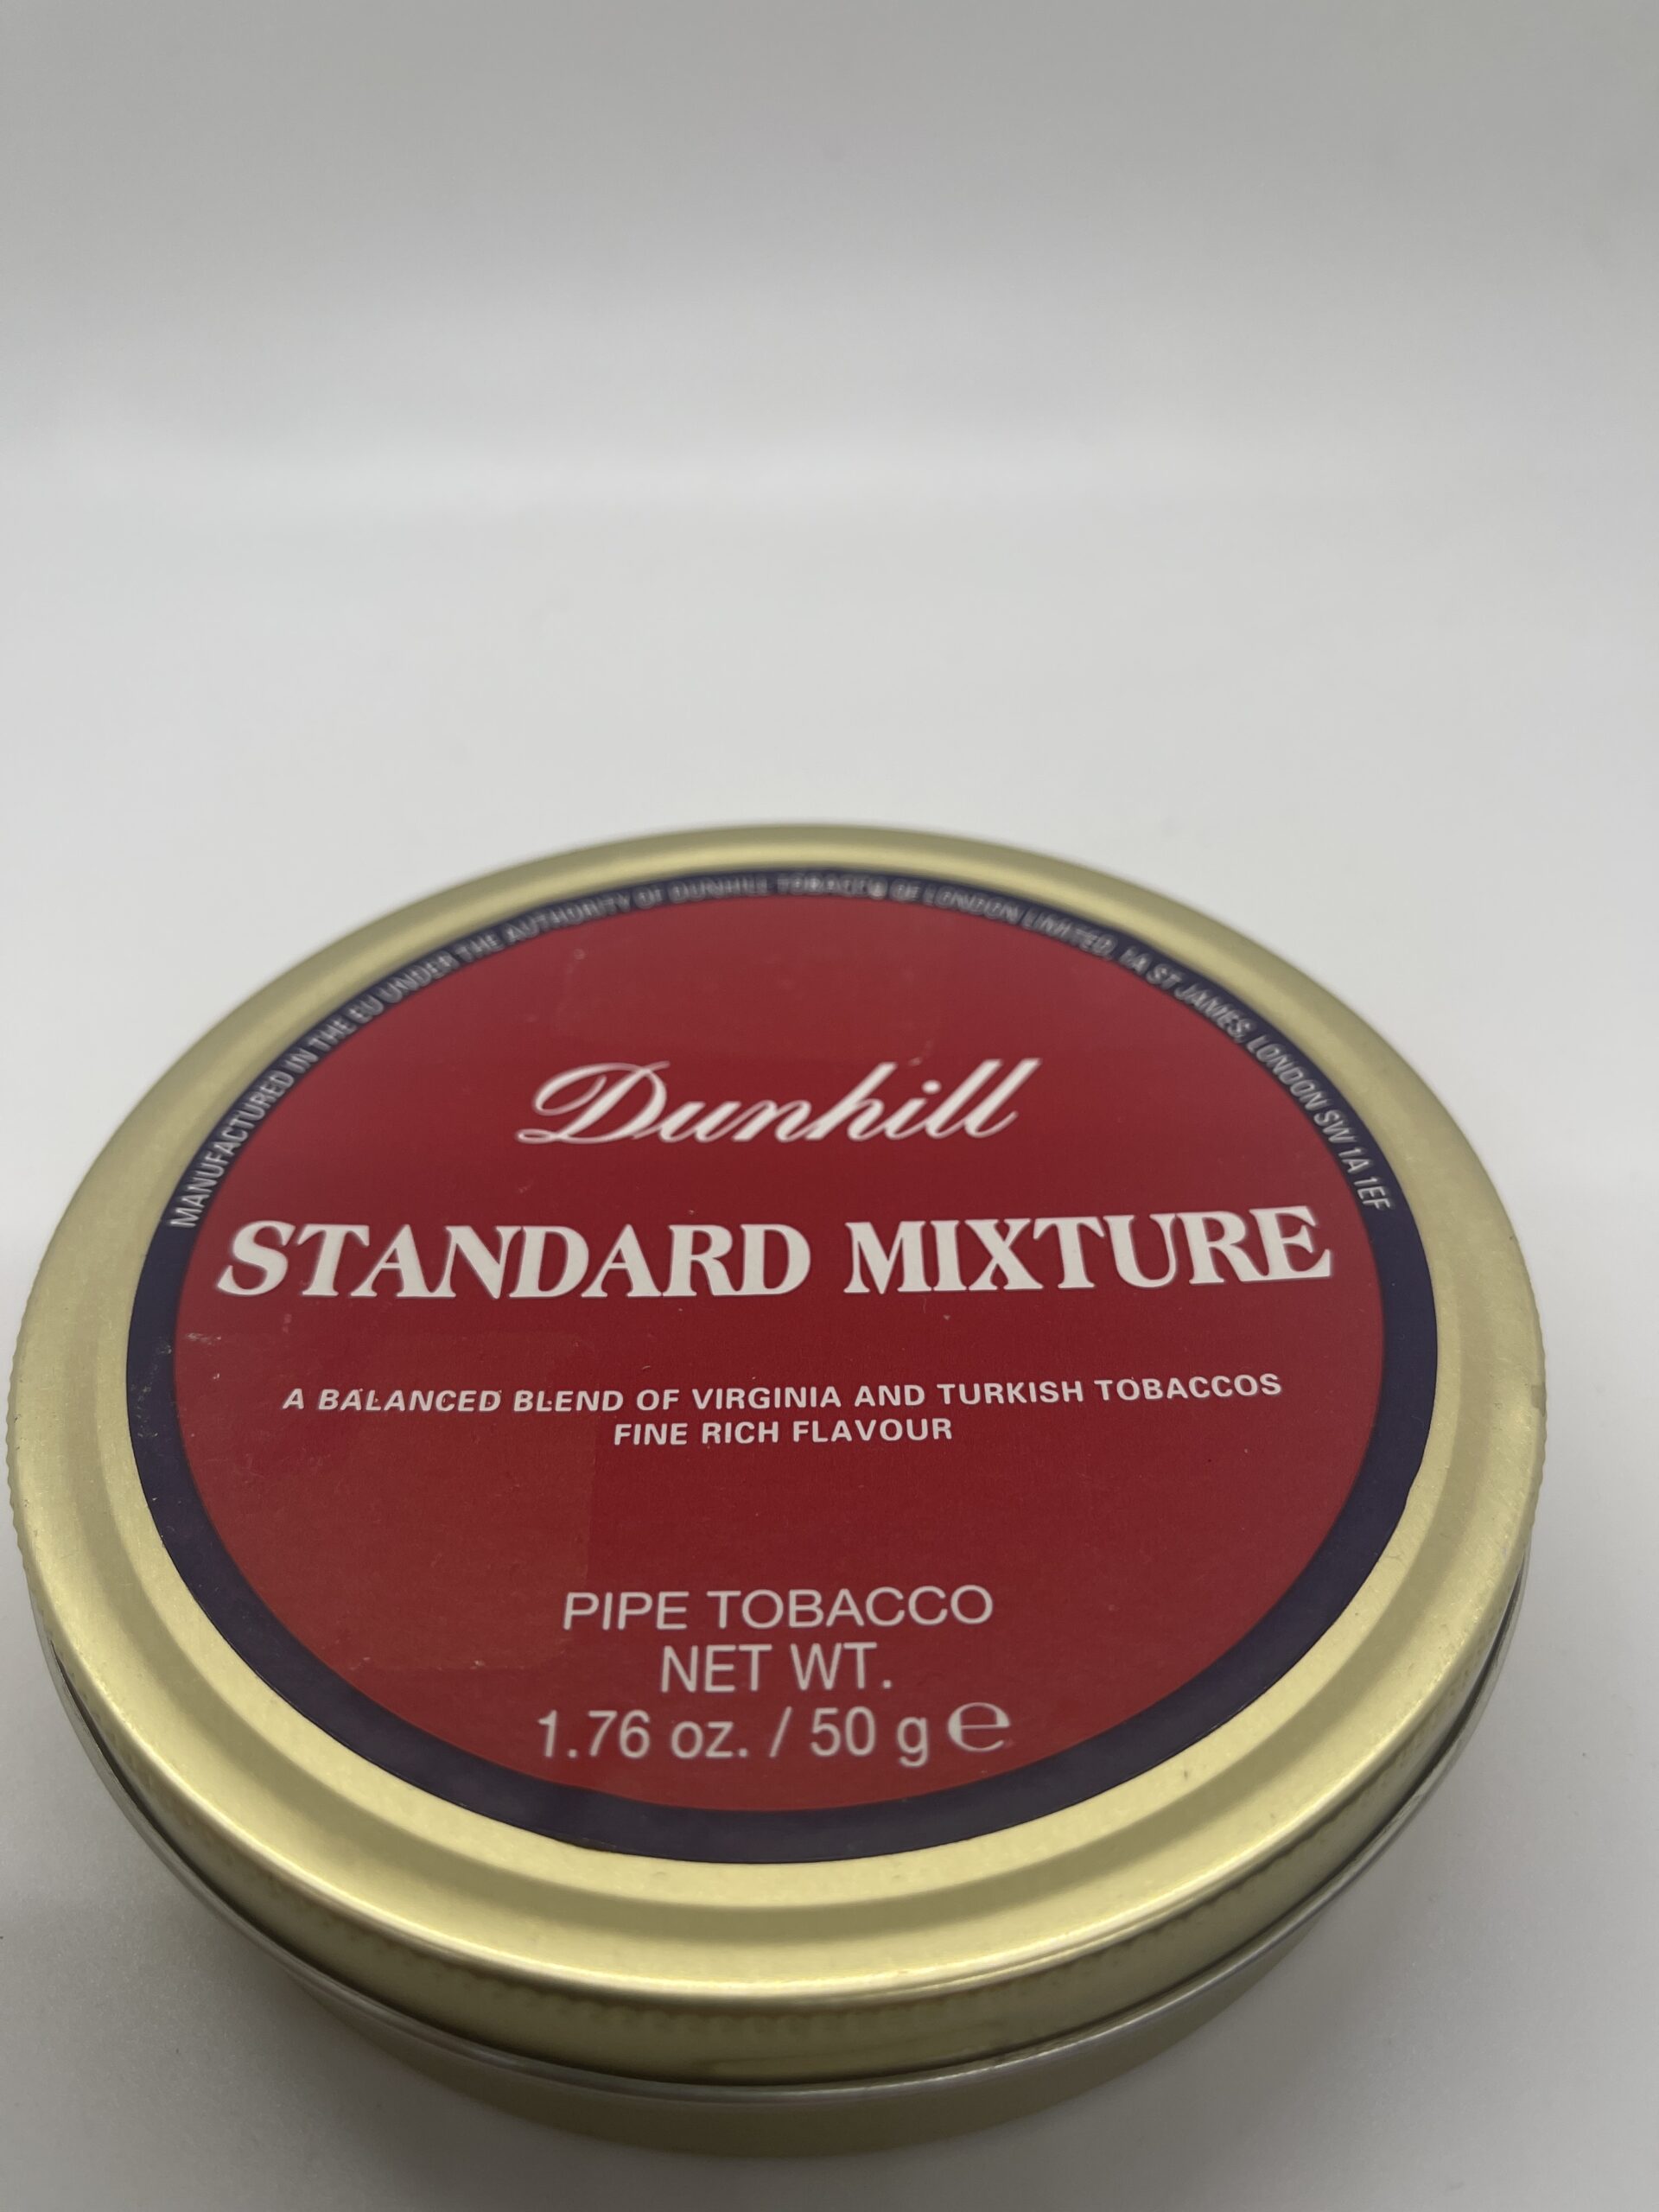 MANUFACTURED IN THE EU UNDER THE AUTHORITY OF DUNHILL TOBACCO OF LONDON LIMITED, 1A ST JAMES, LONDON SW1A 1EF
Dunhill
STANDARD MIXTURE
A BALANCED BLEND OF VIRGINIA AND TURKISH TOBACCOS
FINE RICH FLAVOUR
PIPE TOBACCO
NET WT.
1.76 oz. / 50 g ℮